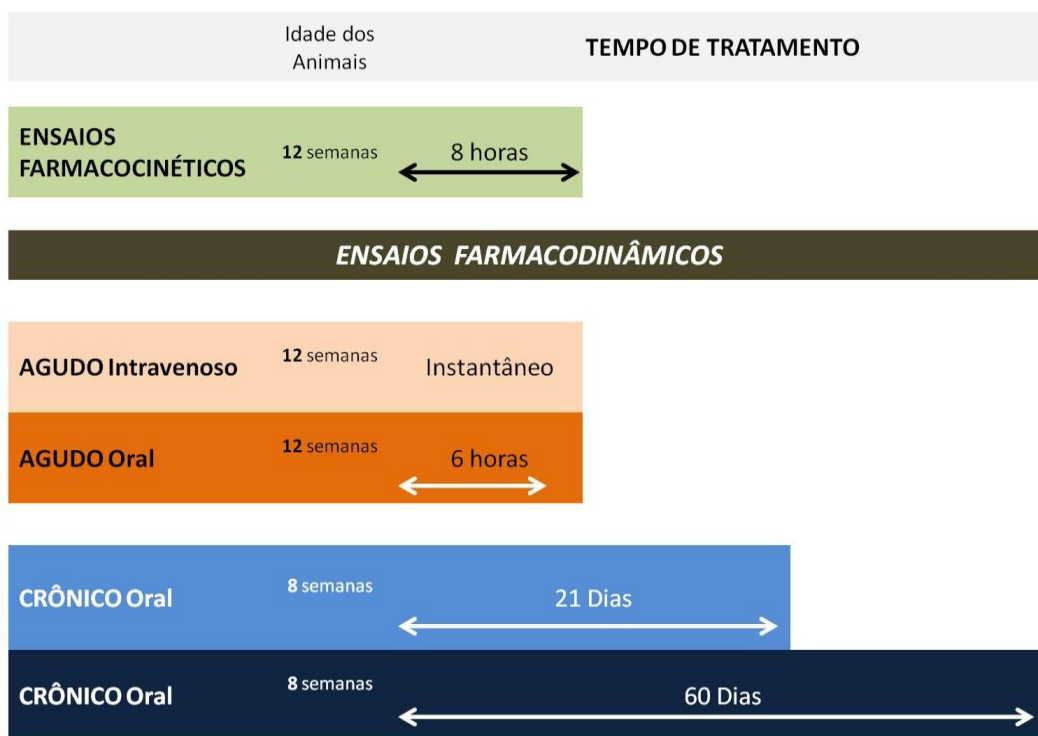 Idade dos
Animais
TEMPO DE TRATAMENTO
ENSAIOS
FARMACOCINÉTICOS
12 semanas
8 horas
ENSAIOS FARMACODINÂMICOS
AGUDO Intravenoso
12 semanas
Instantâneo
AGUDO Oral
12 semanas
6 horas
CRÔNICO Oral
8 semanas
21 Dias
CRÔNICO Oral
8 semanas
60 Dias